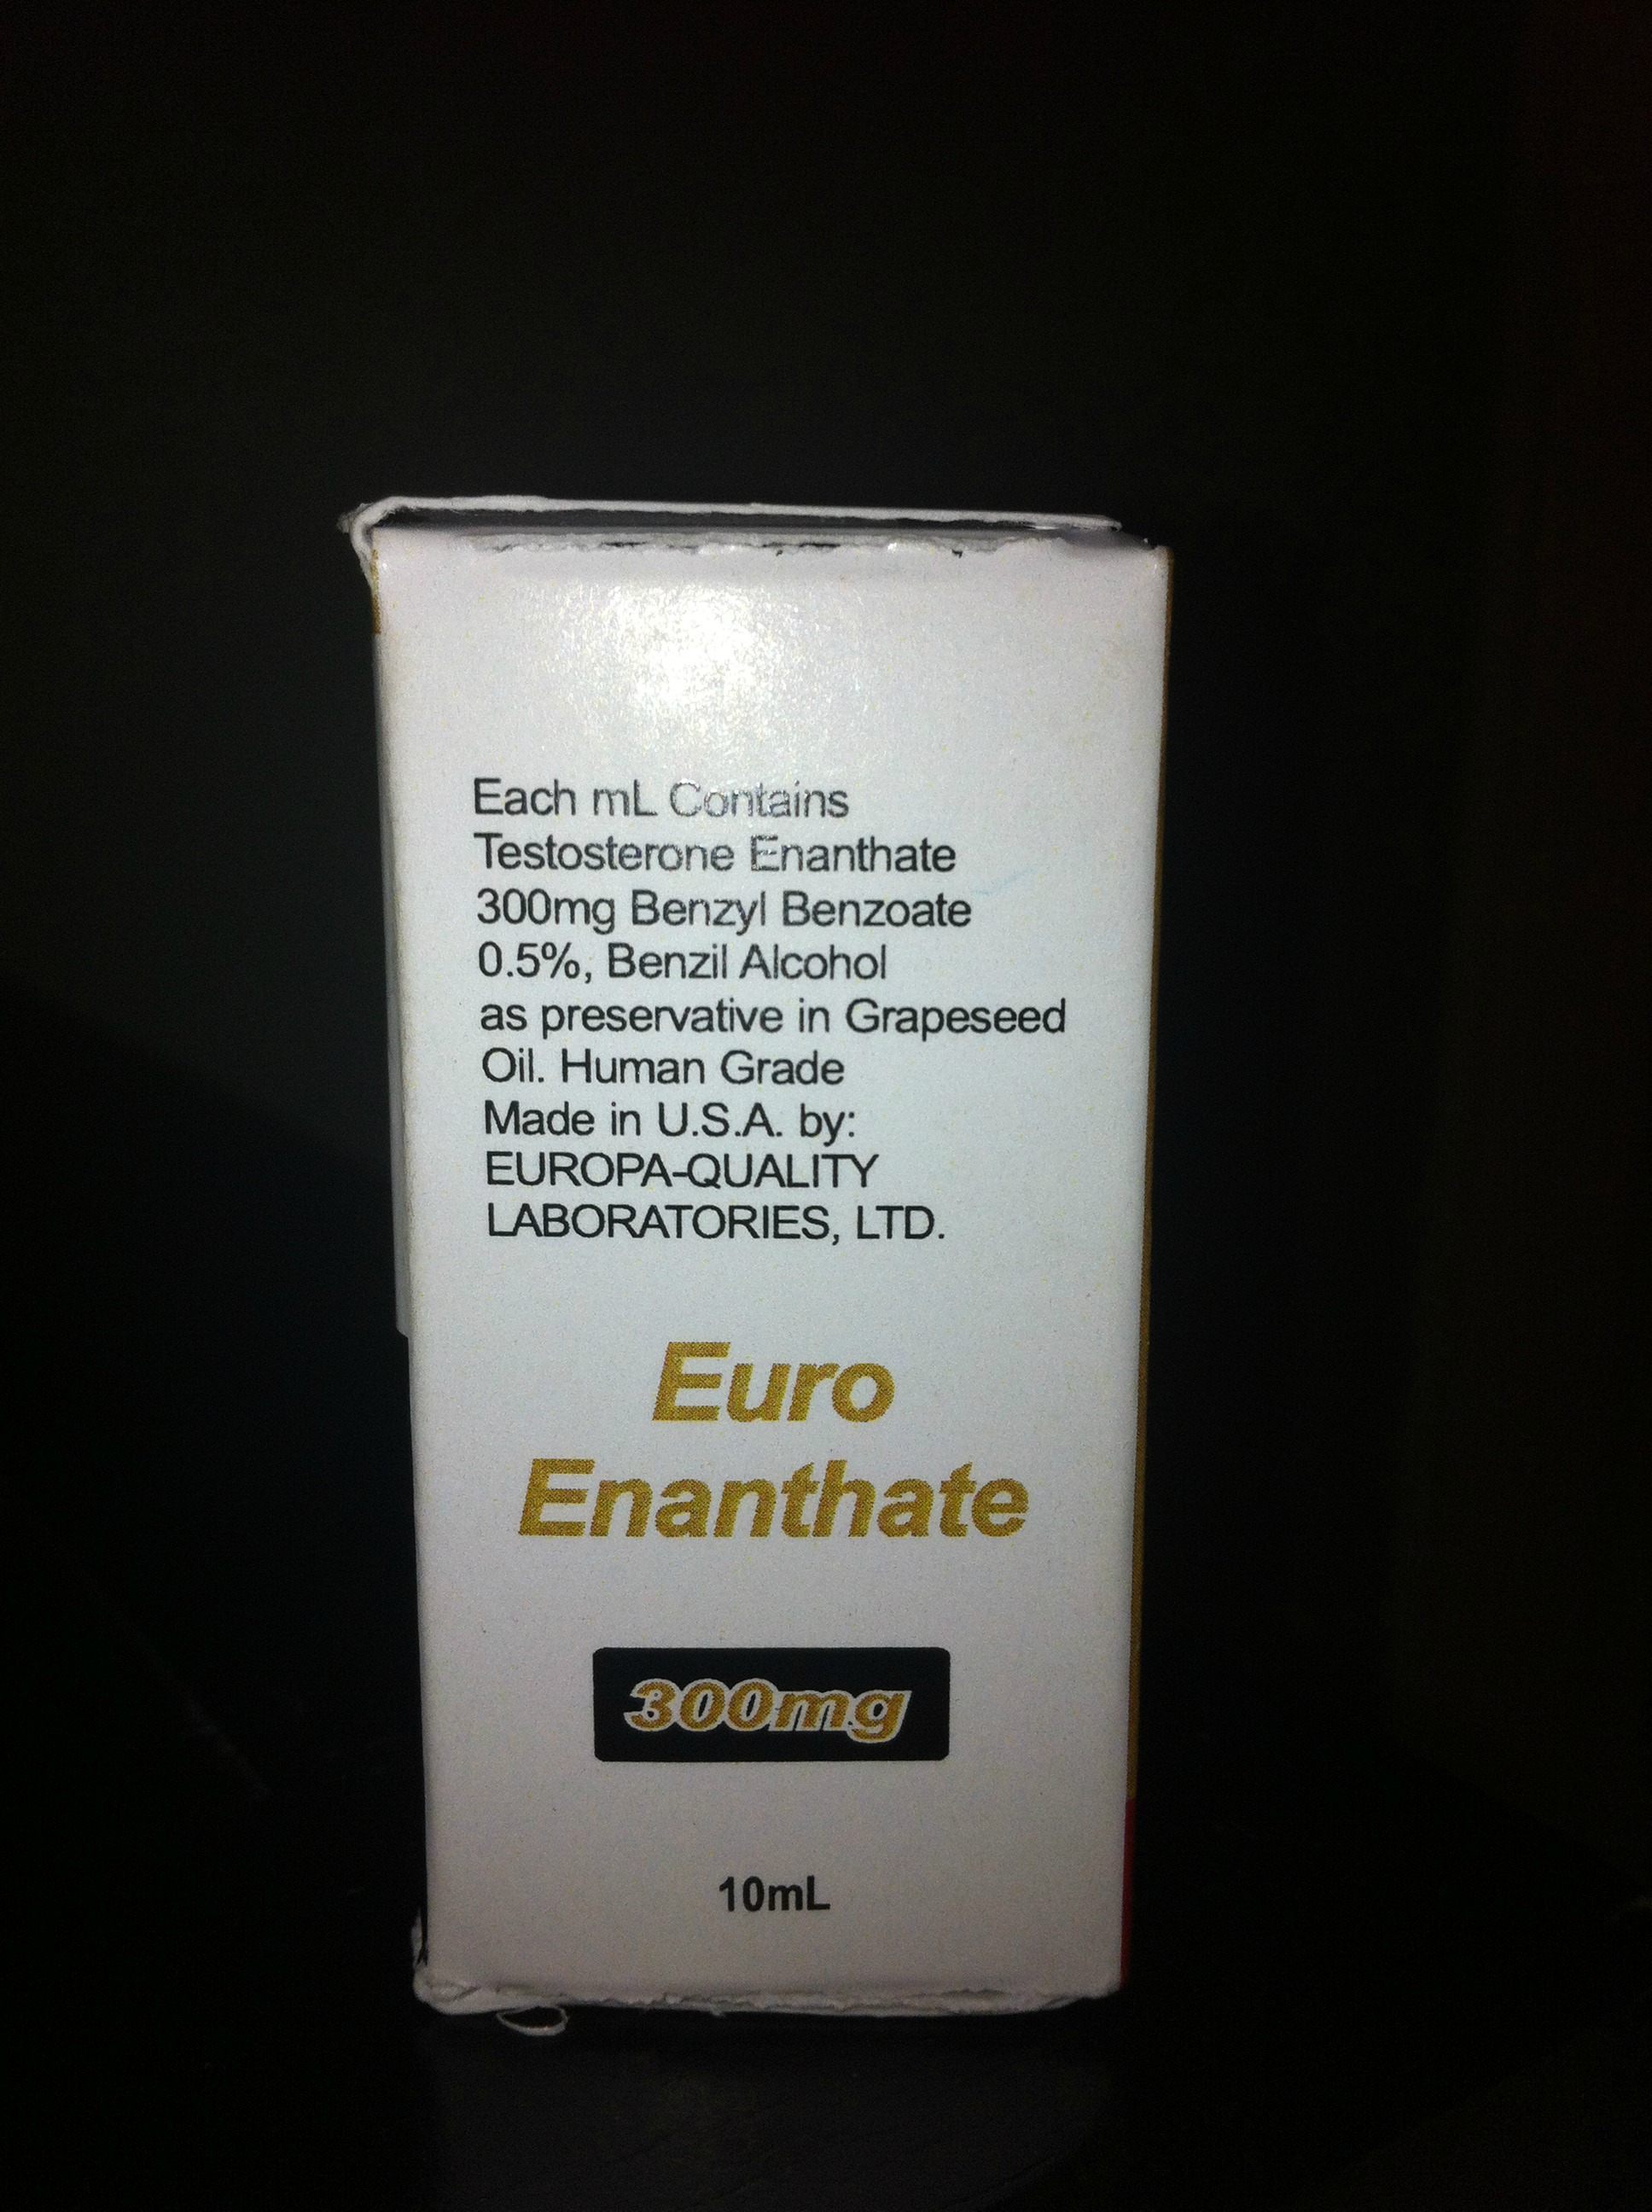 Each mL Contains
Testosterone Enanthate
300mg Benzyl Benzoate
0.5%, Benzil Alcohol
as preservative in Grapeseed
Oil. Human Grade
Made in U.S.A. by:
EUROPA-QUALITY
LABORATORIES, LTD.
Euro
Enanthate
300mg
10mL